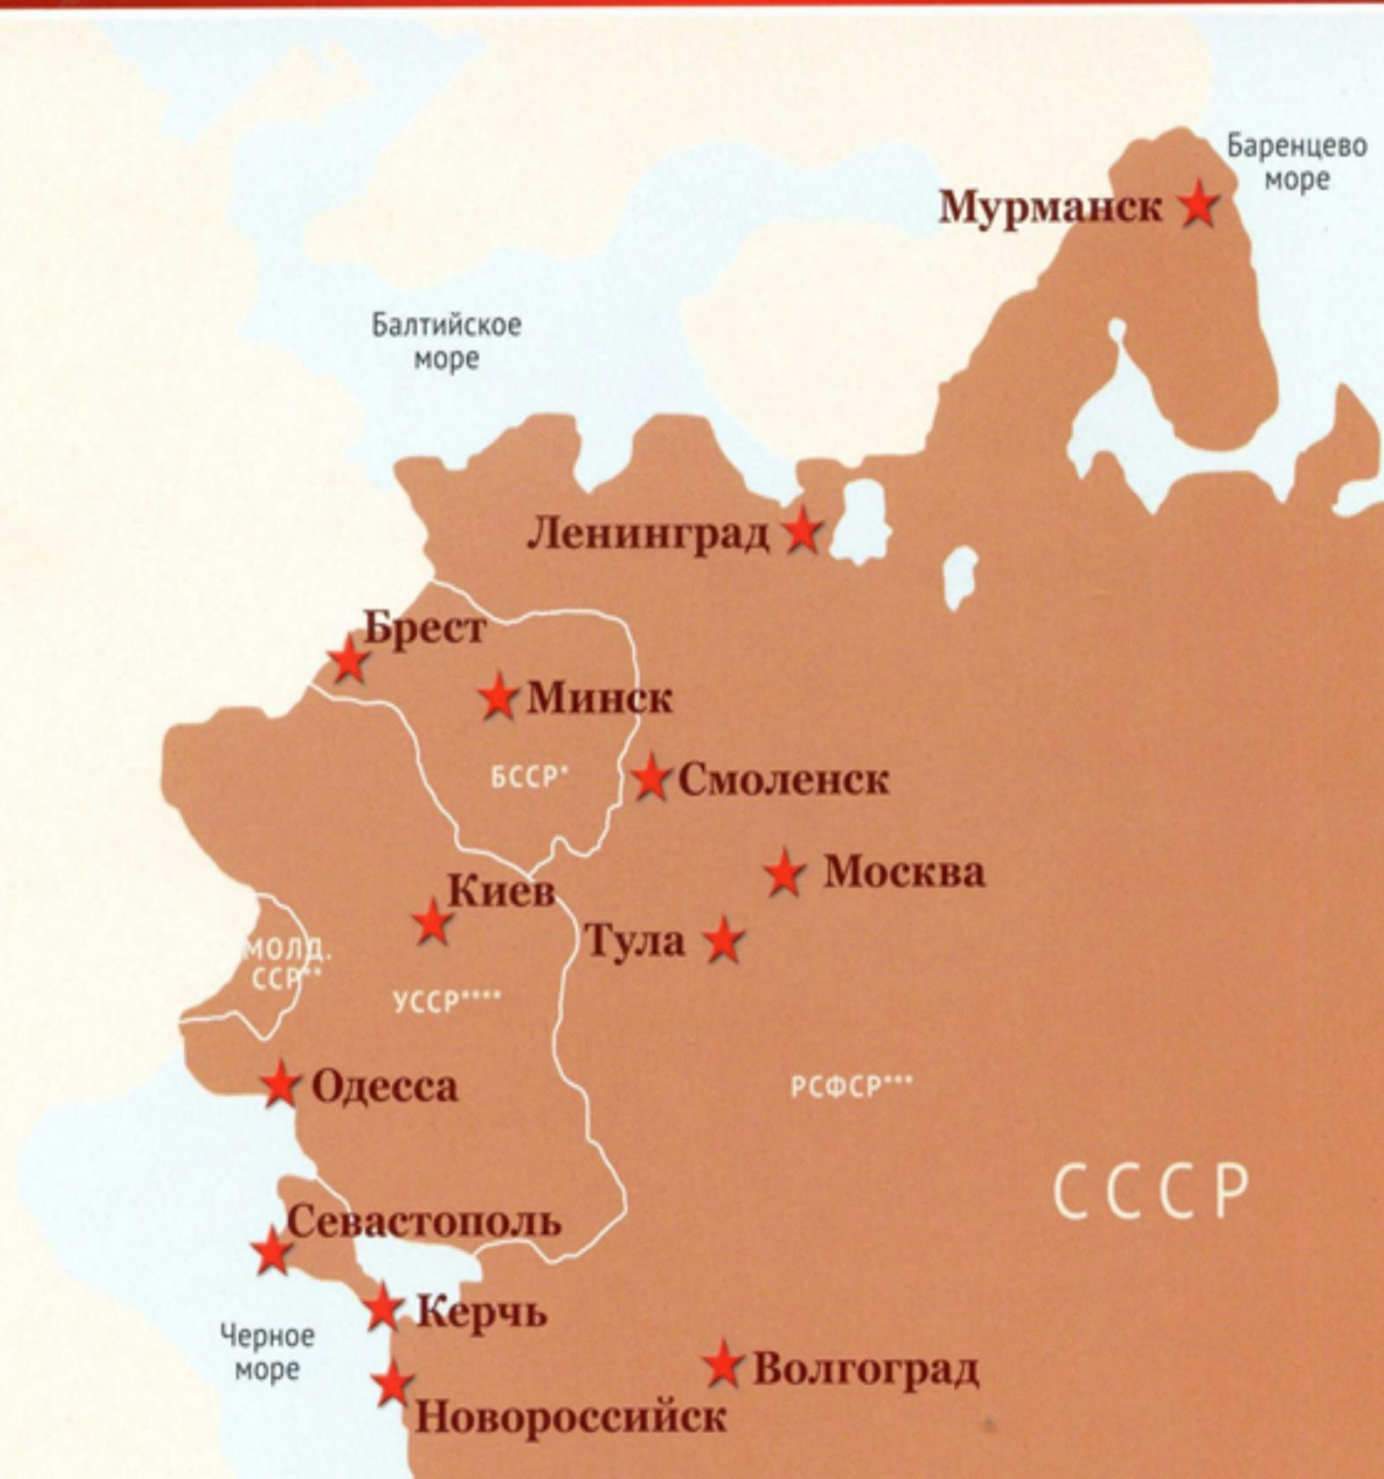 Баренцево
море
Мурманск
Балтийское
море
Ленинград
Брест
Минск
БССР*
Смоленск
Москва
Киев
Тула
МОЛД.
ССР**
УССР****
Одесса
РСФСР***
СССР
Севастополь
Керчь
Черное
море
Волгоград
Новороссийск